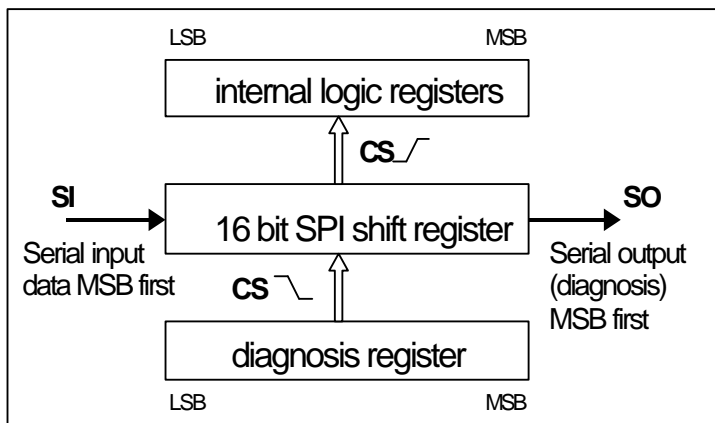 LSB MSB
internal logic registers
CS
SI
Serial input
data MSB first
16 bit SPI shift register
SO
Serial output
(diagnosis)
MSB first
CS
diagnosis register
LSB MSB